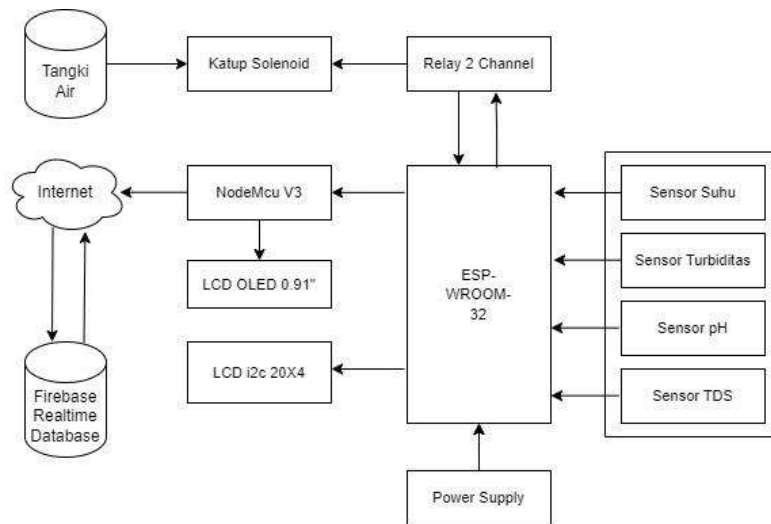 Tangki
Air
Katup Solenoid
Relay 2 Channel
Internet
NodeMcu V3
LCD OLED 0.91"
LCD i2c 20X4
Firebase
Realtime
Database
ESP-
WROOM-
32
Sensor Suhu
Sensor Turbiditas
Sensor pH
Sensor TDS
Power Supply